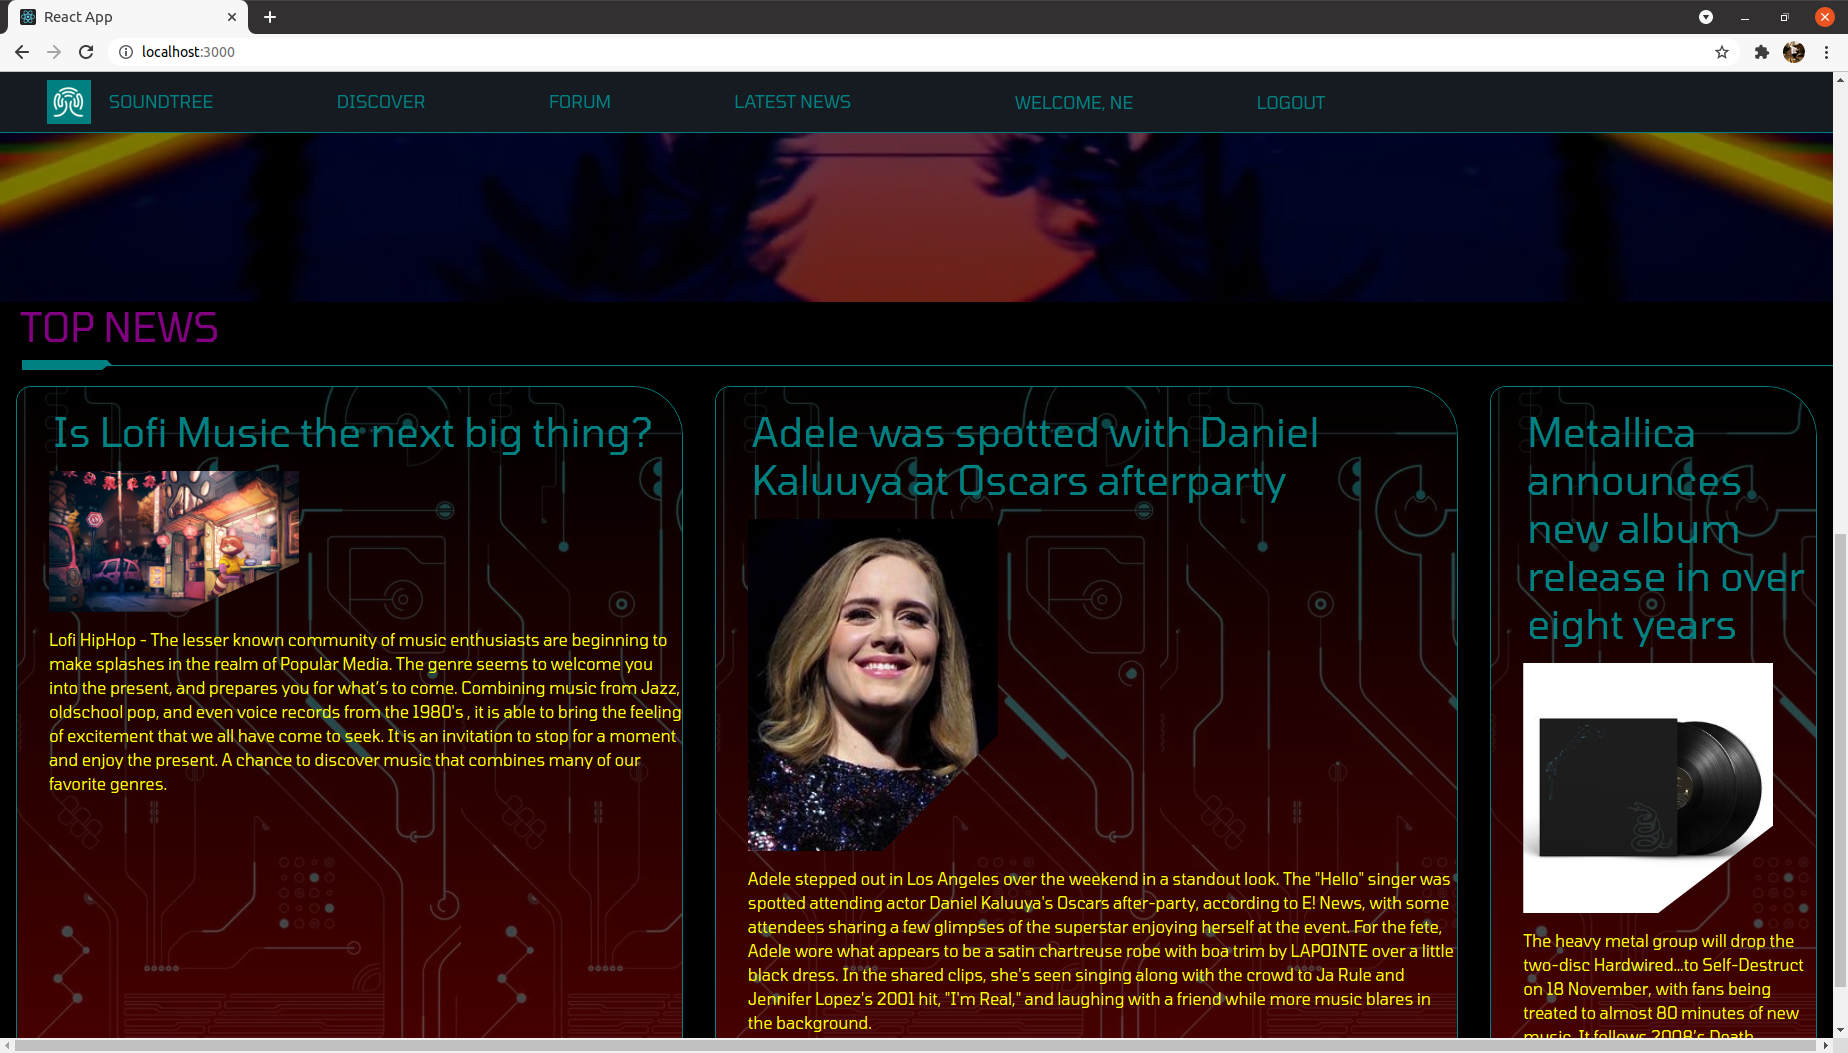 React App
localhost:3000
SOUNDTREE
DISCOVER
FORUM
LATEST NEWS
WELCOME, NE
LOGOUT
TOP NEWS
Is Lofi Music the next big thing?
Lofi HipHop - The lesser known community of music enthusiasts are beginning to
make splashes in the realm of Popular Media. The genre seems to welcome you
into the present, and prepares you for what's to come. Combining music from Jazz,
oldschool pop, and even voice records from the 1980's , it is able to bring the feeling
of excitement that we all have come to seek. It is an invitation to stop for a moment
and enjoy the present. A chance to discover music that combines many of our
favorite genres.
Adele was spotted with Daniel
Kaluuya at Oscars afterparty
Adele stepped out in Los Angeles over the weekend in a standout look. The "Hello" singer was
spotted attending actor Daniel Kaluuya's Oscars after-party, according to E! News, with some
attendees sharing a few glimpses of the superstar enjoying herself at the event. For the fete,
Adele wore what appears to be a satin chartreuse robe with boa trim by LAPOINTE over a little
black dress. In the shared clips, she's seen singing along with the crowd to Ja Rule and
Jennifer Lopez's 2001 hit, "I'm Real," and laughing with a friend while more music blares in
the background.
Metallica
announces
new album
release in over
eight years
The heavy metal group will drop the
two-disc Hardwired...to Self-Destruct
on 18 November, with fans being
treated to almost 80 minutes of new
music. It follows 2008's Death